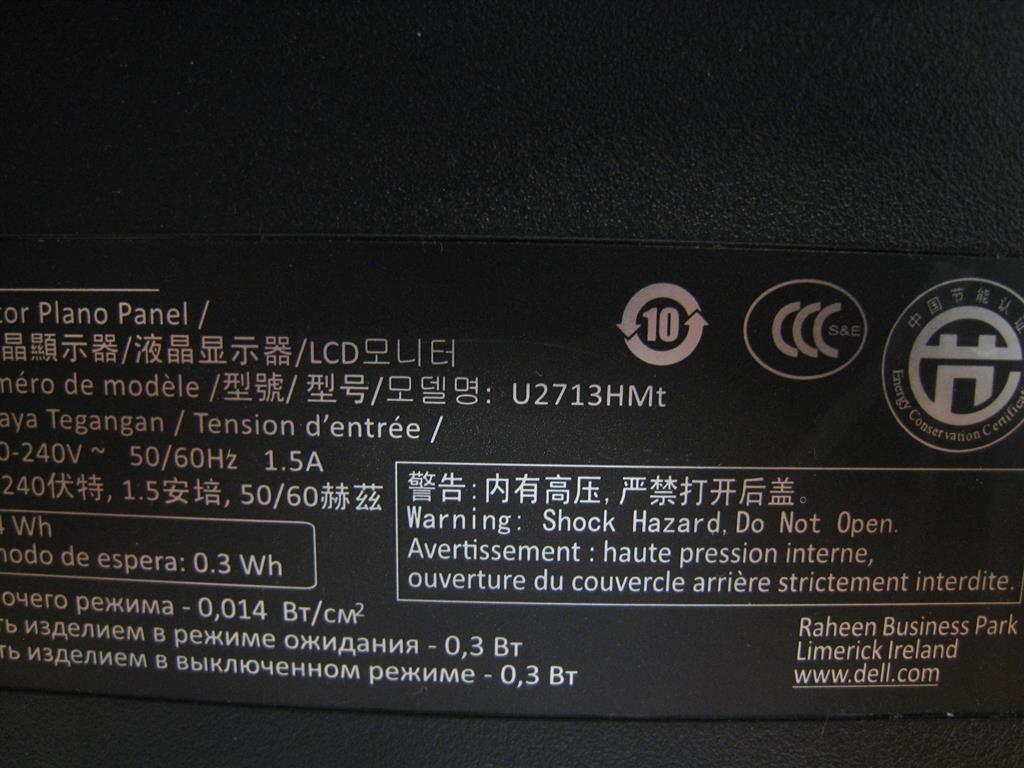 tor Plano Panel /
晶顯示器/液晶显示器/LCD모니터
méro de modèle /型號/ 型号/모델명: U2713HMt
aya Tegangan / Tension d'entrée /
0-240V ~ 50/60Hz 1.5A
240伏特, 1.5安培, 50/60赫茲
4 Wh
modo de espera: 0.3 Wh
очего режима - 0,014 Вт/см²
ть изделием в режиме ожидания - 0,3 Вт
ть изделием в выключенном режиме - 0,3 Вт
10
CCC S&E
中国节能认证
节
Energy Conservation Certific
警告: 内有高压, 严禁打开后盖。
Warning: Shock Hazard, Do Not Open.
Avertissement : haute pression interne,
ouverture du couvercle arrière strictement interdite.
Raheen Business Park
Limerick Ireland
www.dell.com